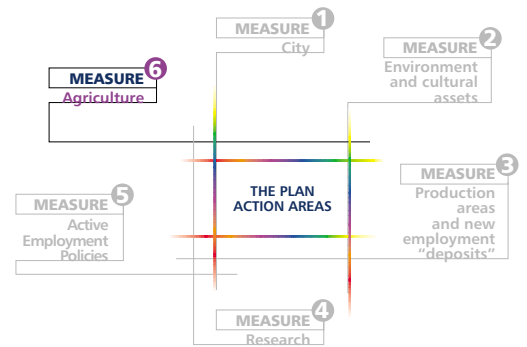 MEASURE 1
City
MEASURE 2
Environment
and cultural
assets
MEASURE 6
Agriculture
MEASURE 3
Production
areas
and new
employment
“deposits”
THE PLAN
ACTION AREAS
MEASURE 5
Active
Employment
Policies
MEASURE 4
Research